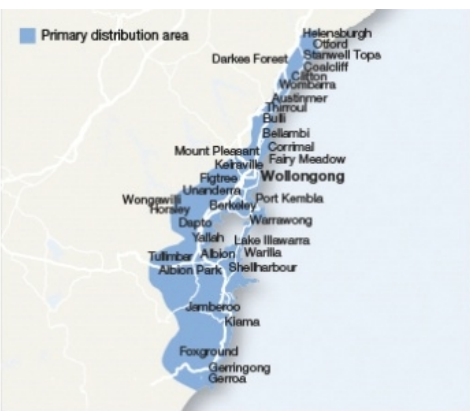 Primary distribution area
Helensburgh
Otford
Darkes Forest
Stanwell Tops
Coalcliff
Clifton
Wombarra
Austinmer
Thirroul
Bulli
Bellambi
Corrimal
Mount Pleasant
Fairy Meadow
Keiraville
Figtree
Wollongong
Unanderra
Wongawilli
Port Kembla
Horsley
Berkeley
Dapto
Warrawong
Yallah
Lake Illawarra
Tullimbar
Albion
Warilla
Albion Park
Shellharbour
Jamberoo
Kiama
Foxground
Gerringong
Gerroa